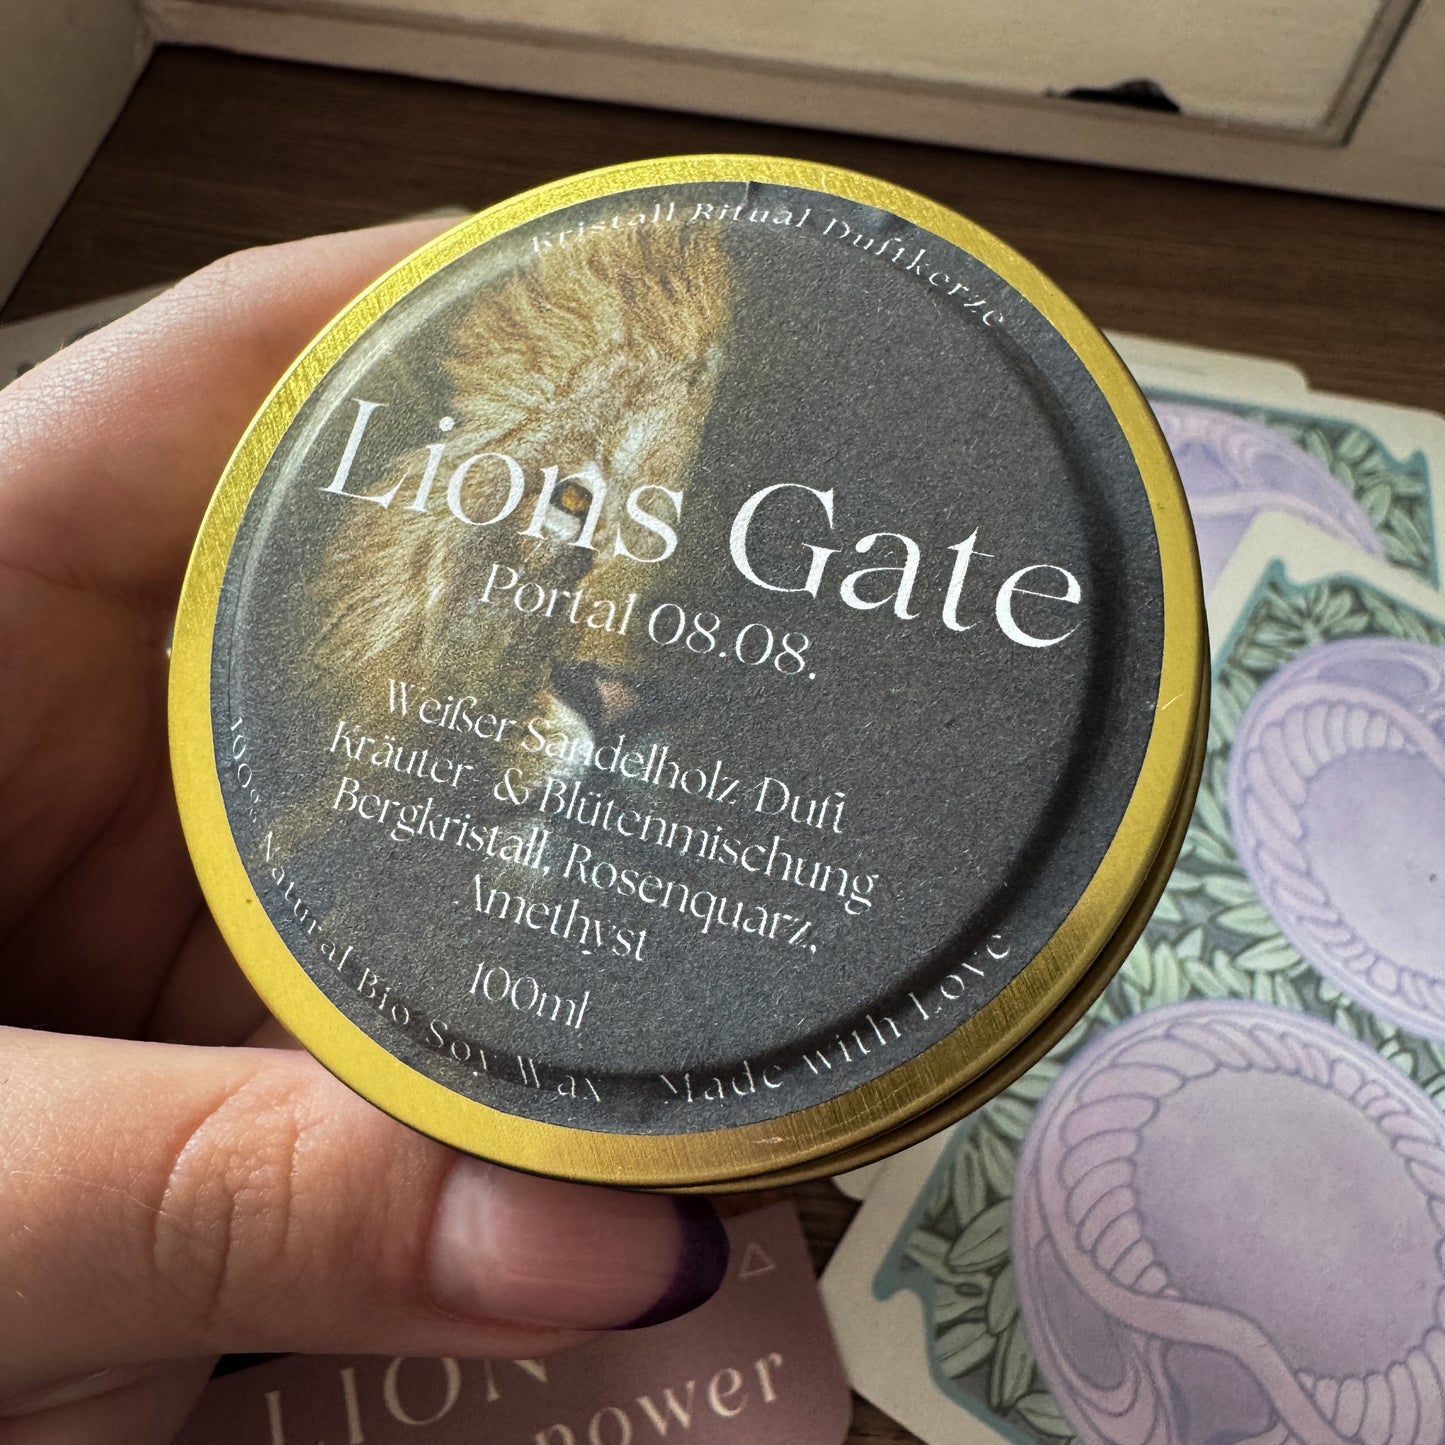 Kristall Ritual Duftkerze
Lions Gate
Portal 08.08.
Weißer Sandelholz Duft
Kräuter- & Blütenmischung
Bergkristall, Rosenquarz,
Amethyst
100ml
100% Natural Bio Soy Wax
Made with Love
LION
power